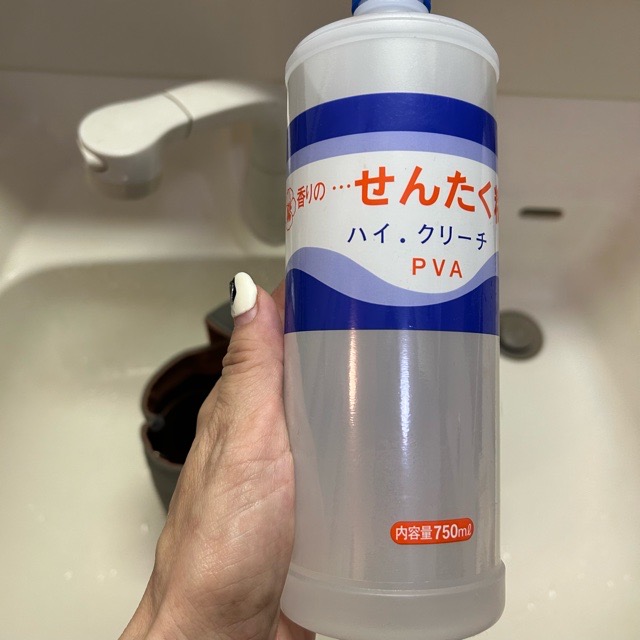 香りの…せんたく
ハイ.クリーチ
PVA
内容量750mℓ